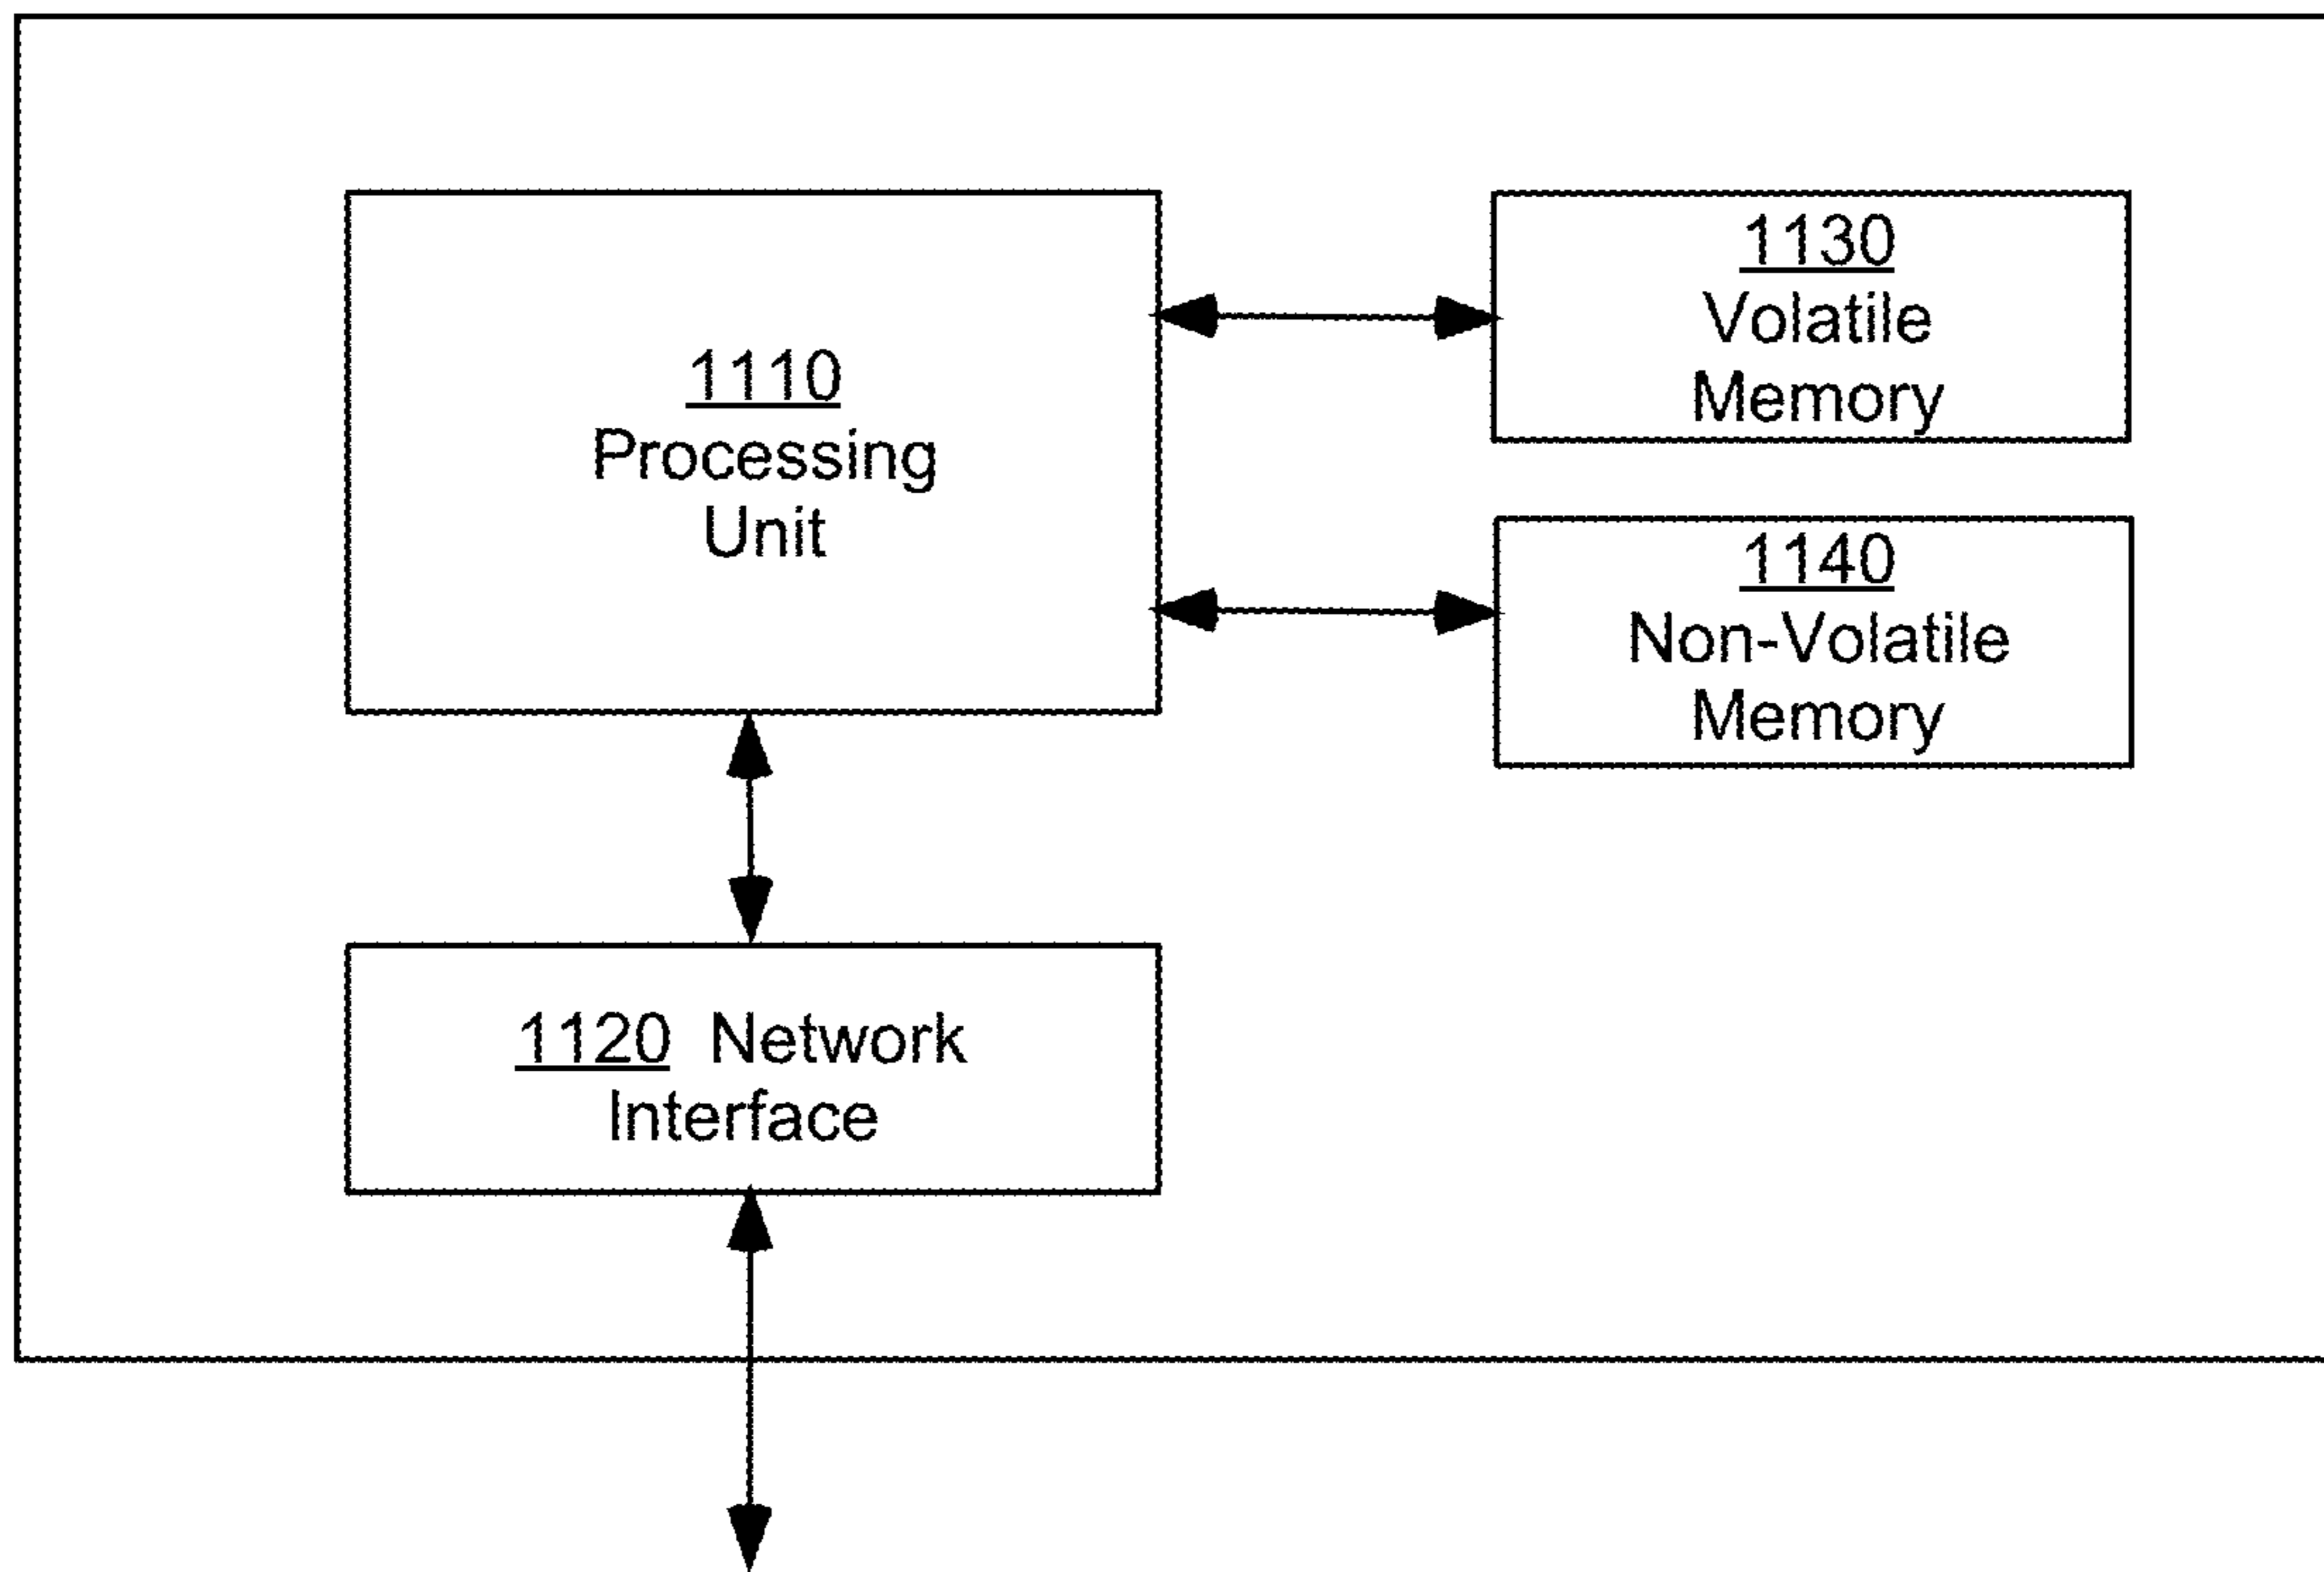 1110
Processing
Unit
1130
Volatile
Memory
1140
Non-Volatile
Memory
1120 Network
Interface